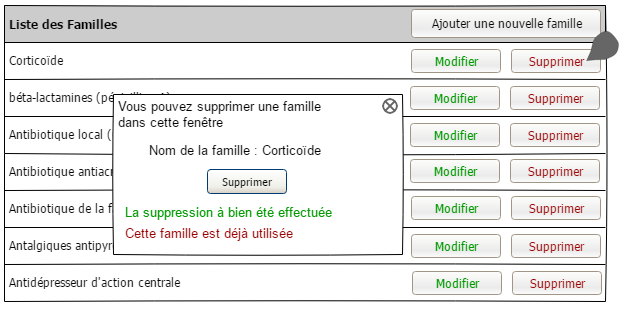 Liste des Familles Ajouter une nouvelle famille
Corticoïde Modifier Supprimer
béta-lactamines Modifier Supprimer
Antibiotique local ( Modifier Supprimer
Antibiotique Modifier Supprimer
Antibiotique de la Modifier Supprimer
Antalgiques Modifier Supprimer
Antidépresseur d'action centrale Modifier Supprimer
Vous pouvez supprimer une famille
dans cette fenêtre
Nom de la famille : Corticoïde
Supprimer
La suppression à bien été effectuée
Cette famille est déjà utilisée